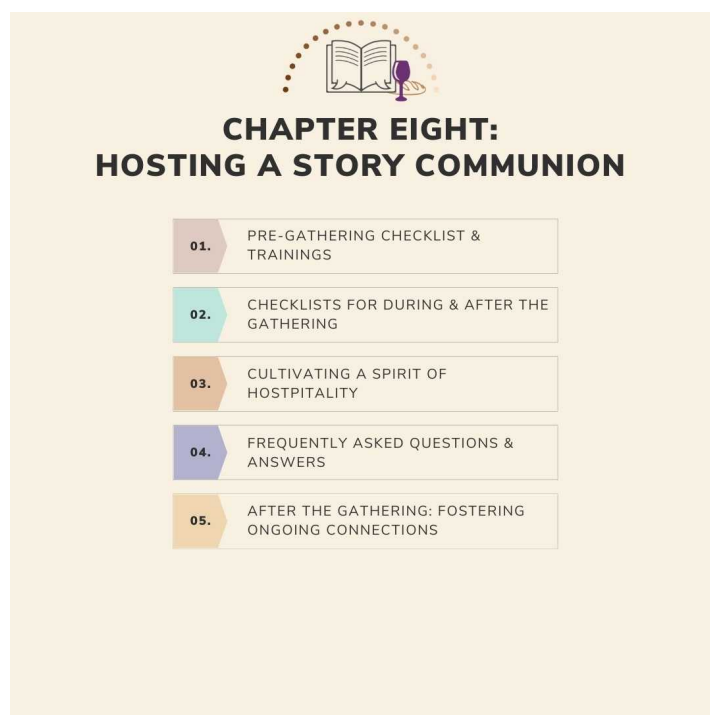 CHAPTER EIGHT:
HOSTING A STORY COMMUNION
01.
PRE-GATHERING CHECKLIST &
TRAININGS
02.
CHECKLISTS FOR DURING & AFTER THE
GATHERING
03.
CULTIVATING A SPIRIT OF
HOSTPITALITY
04.
FREQUENTLY ASKED QUESTIONS &
ANSWERS
05.
AFTER THE GATHERING: FOSTERING
ONGOING CONNECTIONS